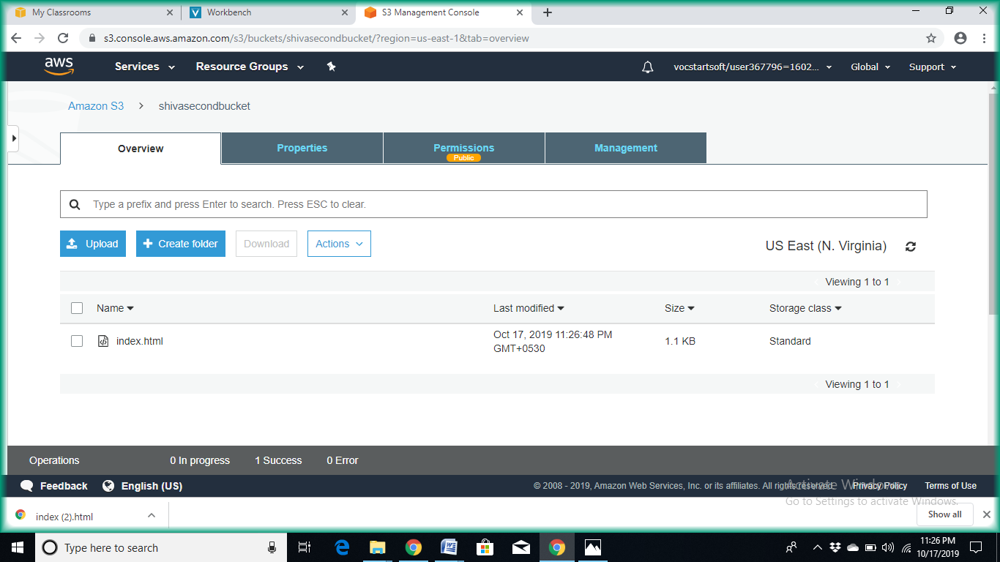 My Classrooms
Workbench
S3 Management Console
s3.console.aws.amazon.com/s3/buckets/shivasecondbucket/?region=us-east-1&tab=overview
aws
Services
Resource Groups
vocstartsoft/user367796=1602...
Global
Support
Amazon S3
shivasecondbucket
Overview
Properties
Permissions
Public
Management
Type a prefix and press Enter to search. Press ESC to clear.
Upload
Create folder
Download
Actions
US East (N. Virginia)
Viewing 1 to 1
Name
Last modified
Size
Storage class
index.html
Oct 17, 2019 11:26:48 PM
GMT+0530
1.1 KB
Standard
Viewing 1 to 1
Operations
0 In progress
1 Success
0 Error
Feedback
English (US)
© 2008 - 2019, Amazon Web Services, Inc. or its affiliates. All rights reserved.
Privacy Policy
Terms of Use
Activate Windows
Go to Settings to activate Windows.
index (2).html
Show all
Type here to search
11:26 PM
10/17/2019